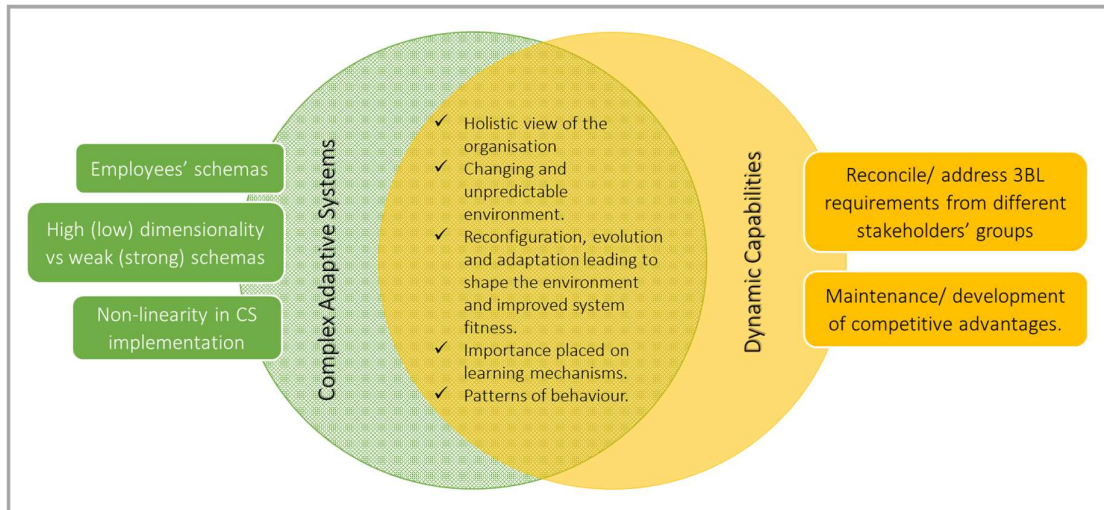 Employees' schemas
High (low) dimensionality
vs weak (strong) schemas
Non-linearity in CS
implementation
Complex Adaptive Systems
✓ Holistic view of the
organisation
✓ Changing and
unpredictable
environment.
✓ Reconfiguration, evolution
and adaptation leading to
shape the environment
and improved system
fitness.
✓ Importance placed on
learning mechanisms.
✓ Patterns of behaviour.
Dynamic Capabilities
Reconcile/ address 3BL
requirements from different
stakeholders' groups
Maintenance/ development
of competitive advantages.